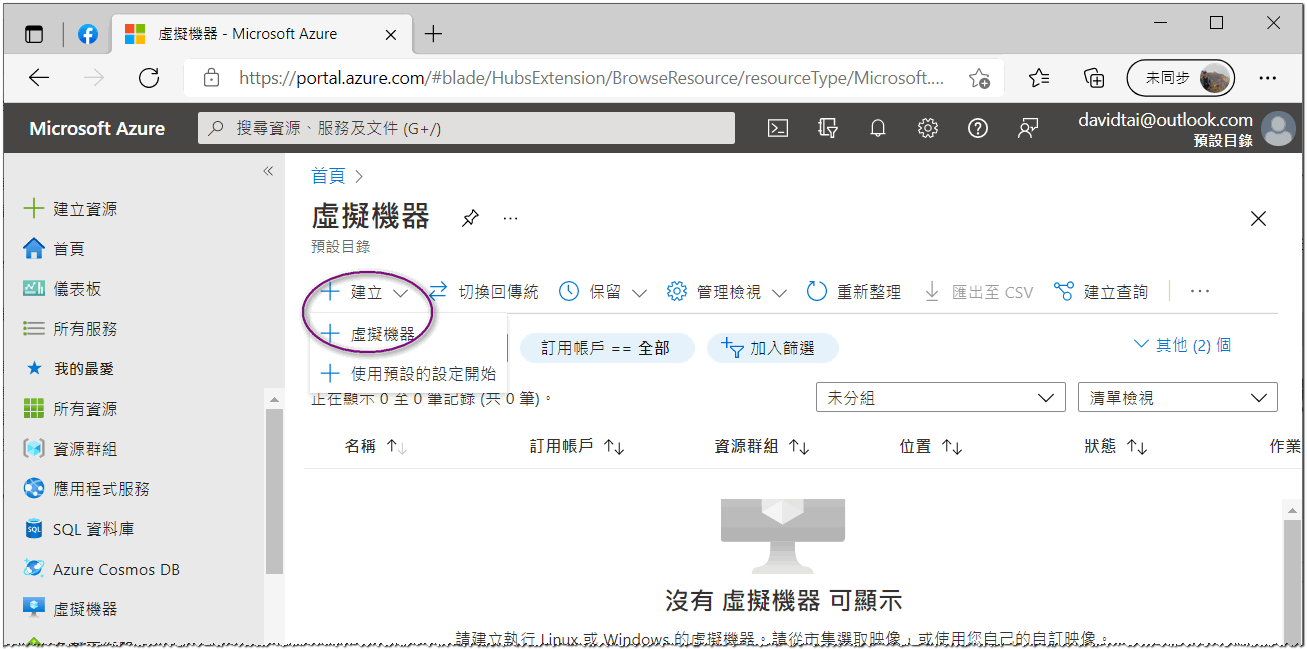 虛擬機器 - Microsoft Azure
https://portal.azure.com/#blade/HubsExtension/BrowseResource/resourceType/Microsoft....
未同步
Microsoft Azure
搜尋資源、服務及文件 (G+/)
davidtai@outlook.com
預設目錄
建立資源
首頁
儀表板
所有服務
我的最愛
所有資源
資源群組
應用程式服務
SQL 資料庫
Azure Cosmos DB
虛擬機器
首頁 >
虛擬機器
預設目錄
建立 切換回傳統 保留 管理檢視 重新整理 匯出至 CSV 建立查詢
虛擬機器
使用預設的設定開始
訂用帳戶 == 全部 加入篩選 其他 (2) 個
正在顯示 0 至 0 筆記錄 (共 0 筆)。
未分組 清單檢視
名稱 訂用帳戶 資源群組 位置 狀態 作業
沒有 虛擬機器 可顯示
請建立執行 Linux 或 Windows 的虛擬機器。請從市集選取映像，或使用您自己的自訂映像。